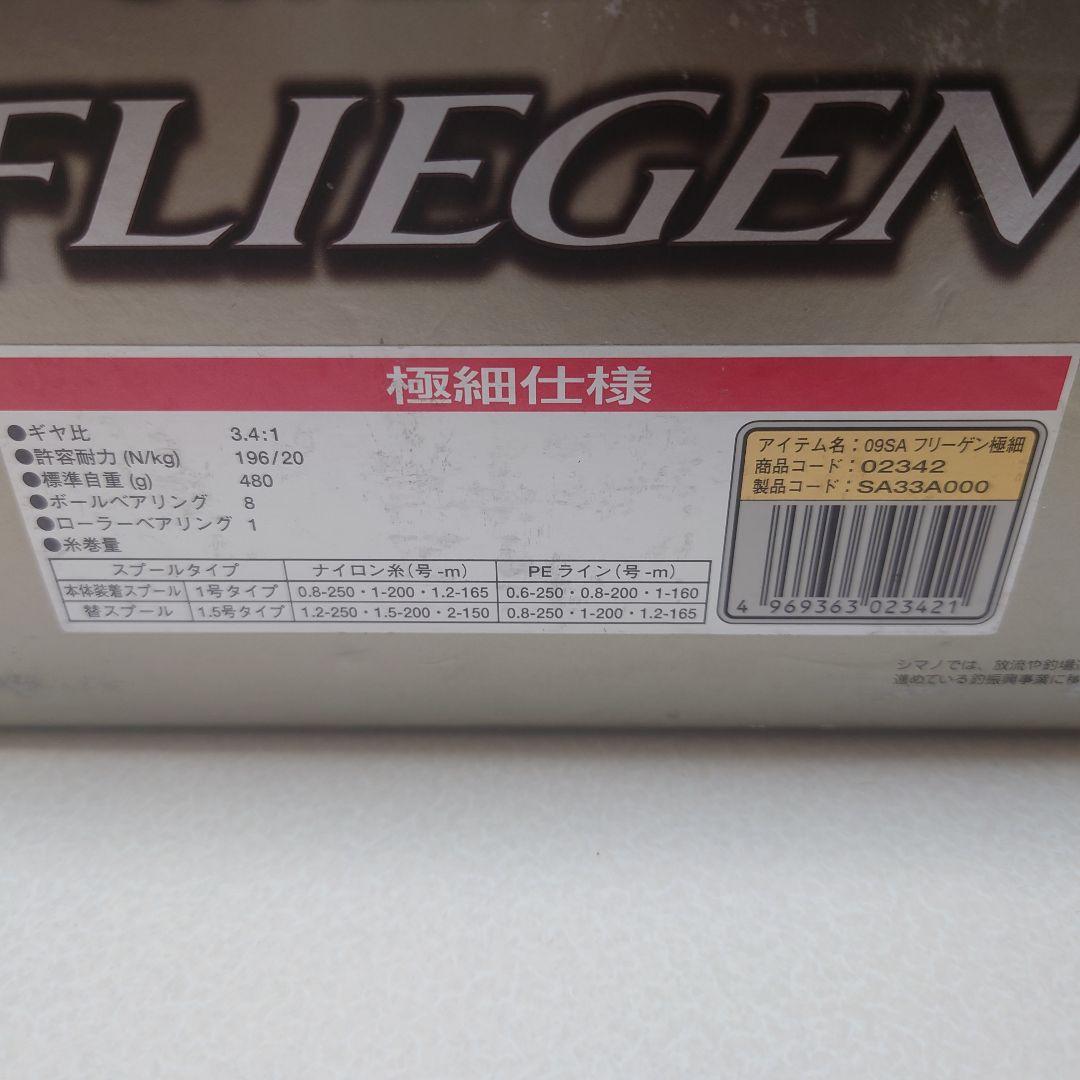 FLIEGEN
極細仕様
●ギヤ比 3.4:1
●許容耐力 (N/kg) 196/20
●標準自重 (g) 480
●ボールベアリング 8
●ローラーベアリング 1
●糸巻量
スプールタイプ ナイロン糸(号-m) PEライン(号-m)
本体装着スプール 1号タイプ 0.8-250・1-200・1.2-165 0.6-250・0.8-200・1-160
替スプール 1.5号タイプ 1.2-250・1.5-200・2-150 0.8-250・1-200・1.2-165
アイテム名：09SA フリーゲン極細
商品コード：02342
製品コード：SA33A000
4 969363 023421
シマノでは、放流や釣場
進めている釣振興事業に